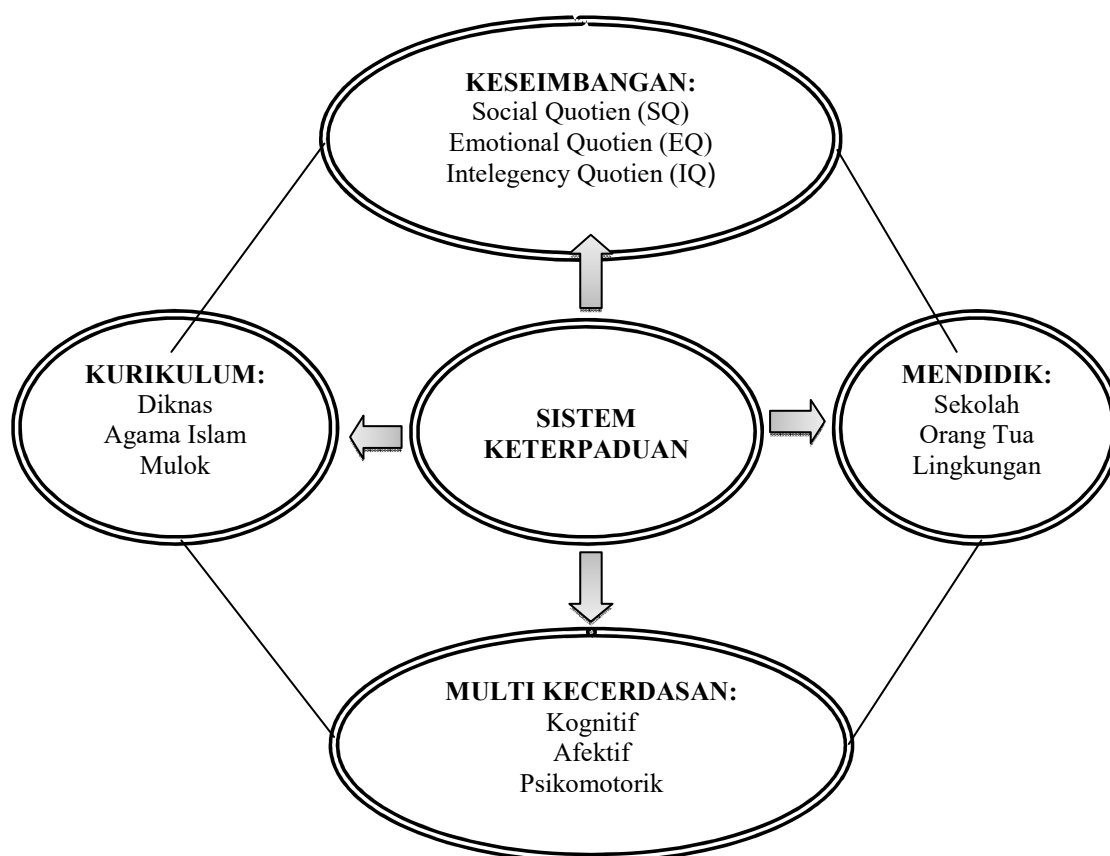 KESEIMBANGAN:
Social Quotien (SQ)
Emotional Quotien (EQ)
Intelegency Quotien (IQ)
KURIKULUM:
Diknas
Agama Islam
Mulok
SISTEM
KETERPADUAN
MENDIDIK:
Sekolah
Orang Tua
Lingkungan
MULTI KECERDASAN:
Kognitif
Afektif
Psikomotorik